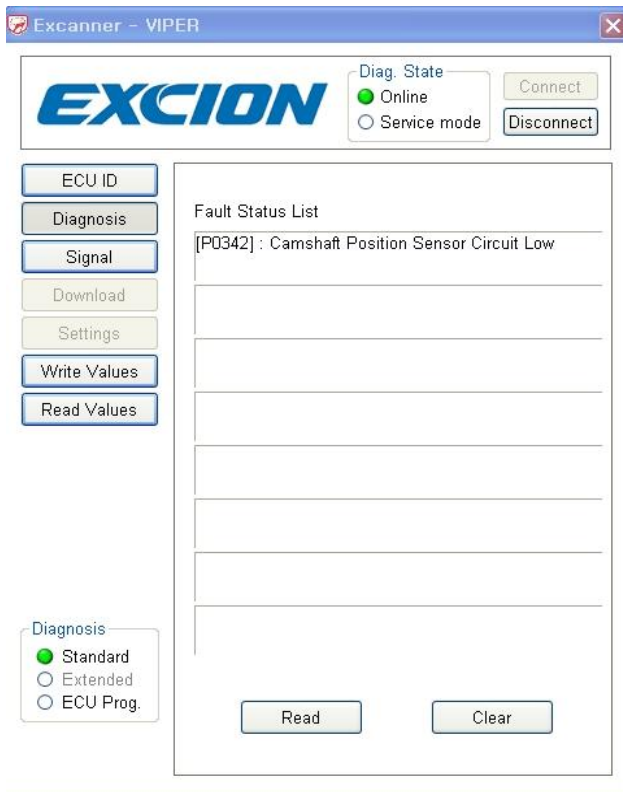 Excanner - VIPER
EXCION
Diag. State
Online
Service mode
Connect
Disconnect
ECU ID
Diagnosis
Signal
Download
Settings
Write Values
Read Values
Fault Status List
[P0342] : Camshaft Position Sensor Circuit Low
Diagnosis
Standard
Extended
ECU Prog.
Read
Clear